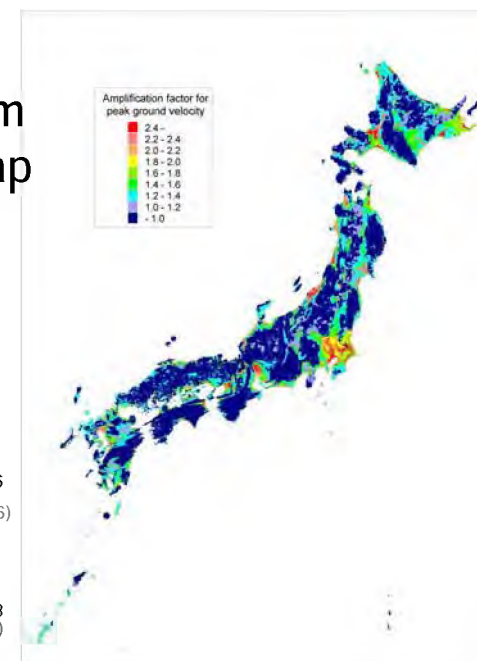 m
ap
Amplification factor for
peak ground velocity
2.4 -
2.2 - 2.4
2.0 - 2.2
1.8 - 2.0
1.6 - 1.8
1.4 - 1.6
1.2 - 1.4
1.0 - 1.2
- 1.0
6)
)